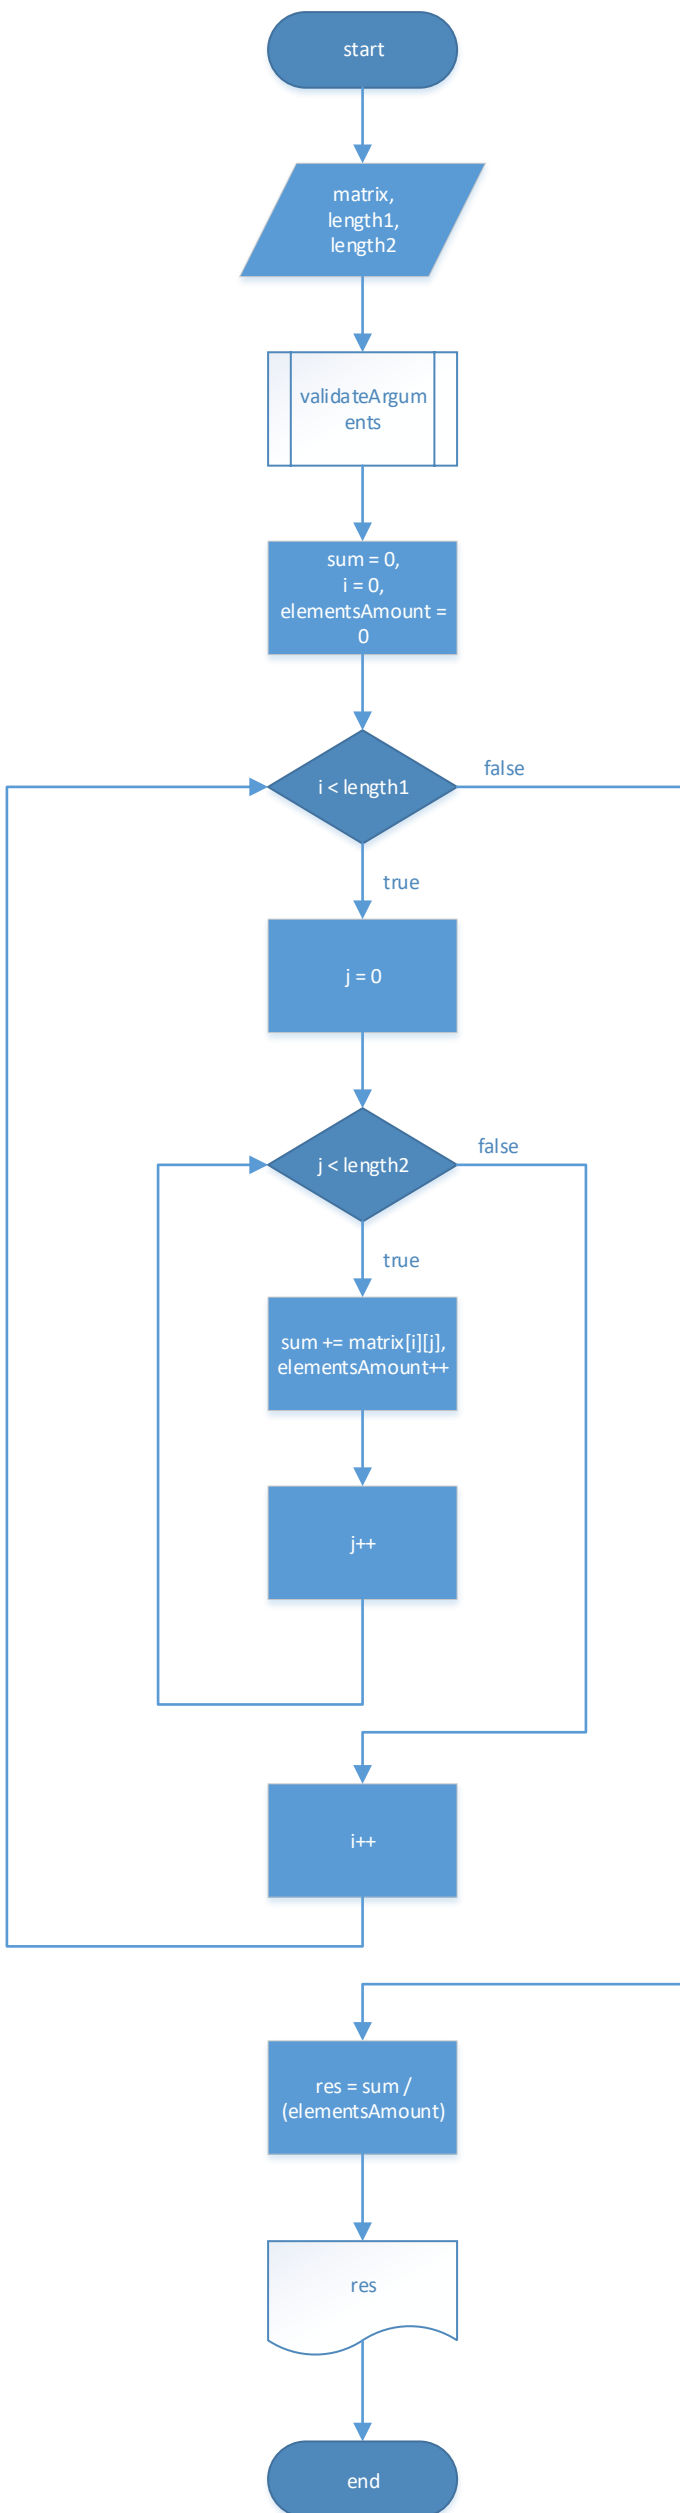 start
matrix,
length1,
length2
validateArgum
ents
sum = 0,
i = 0,
elementsAmount =
0
i < length1
false
true
j = 0
j < length2
false
true
sum += matrix[i][j],
elementsAmount++
j++
i++
res = sum /
(elementsAmount)
res
end